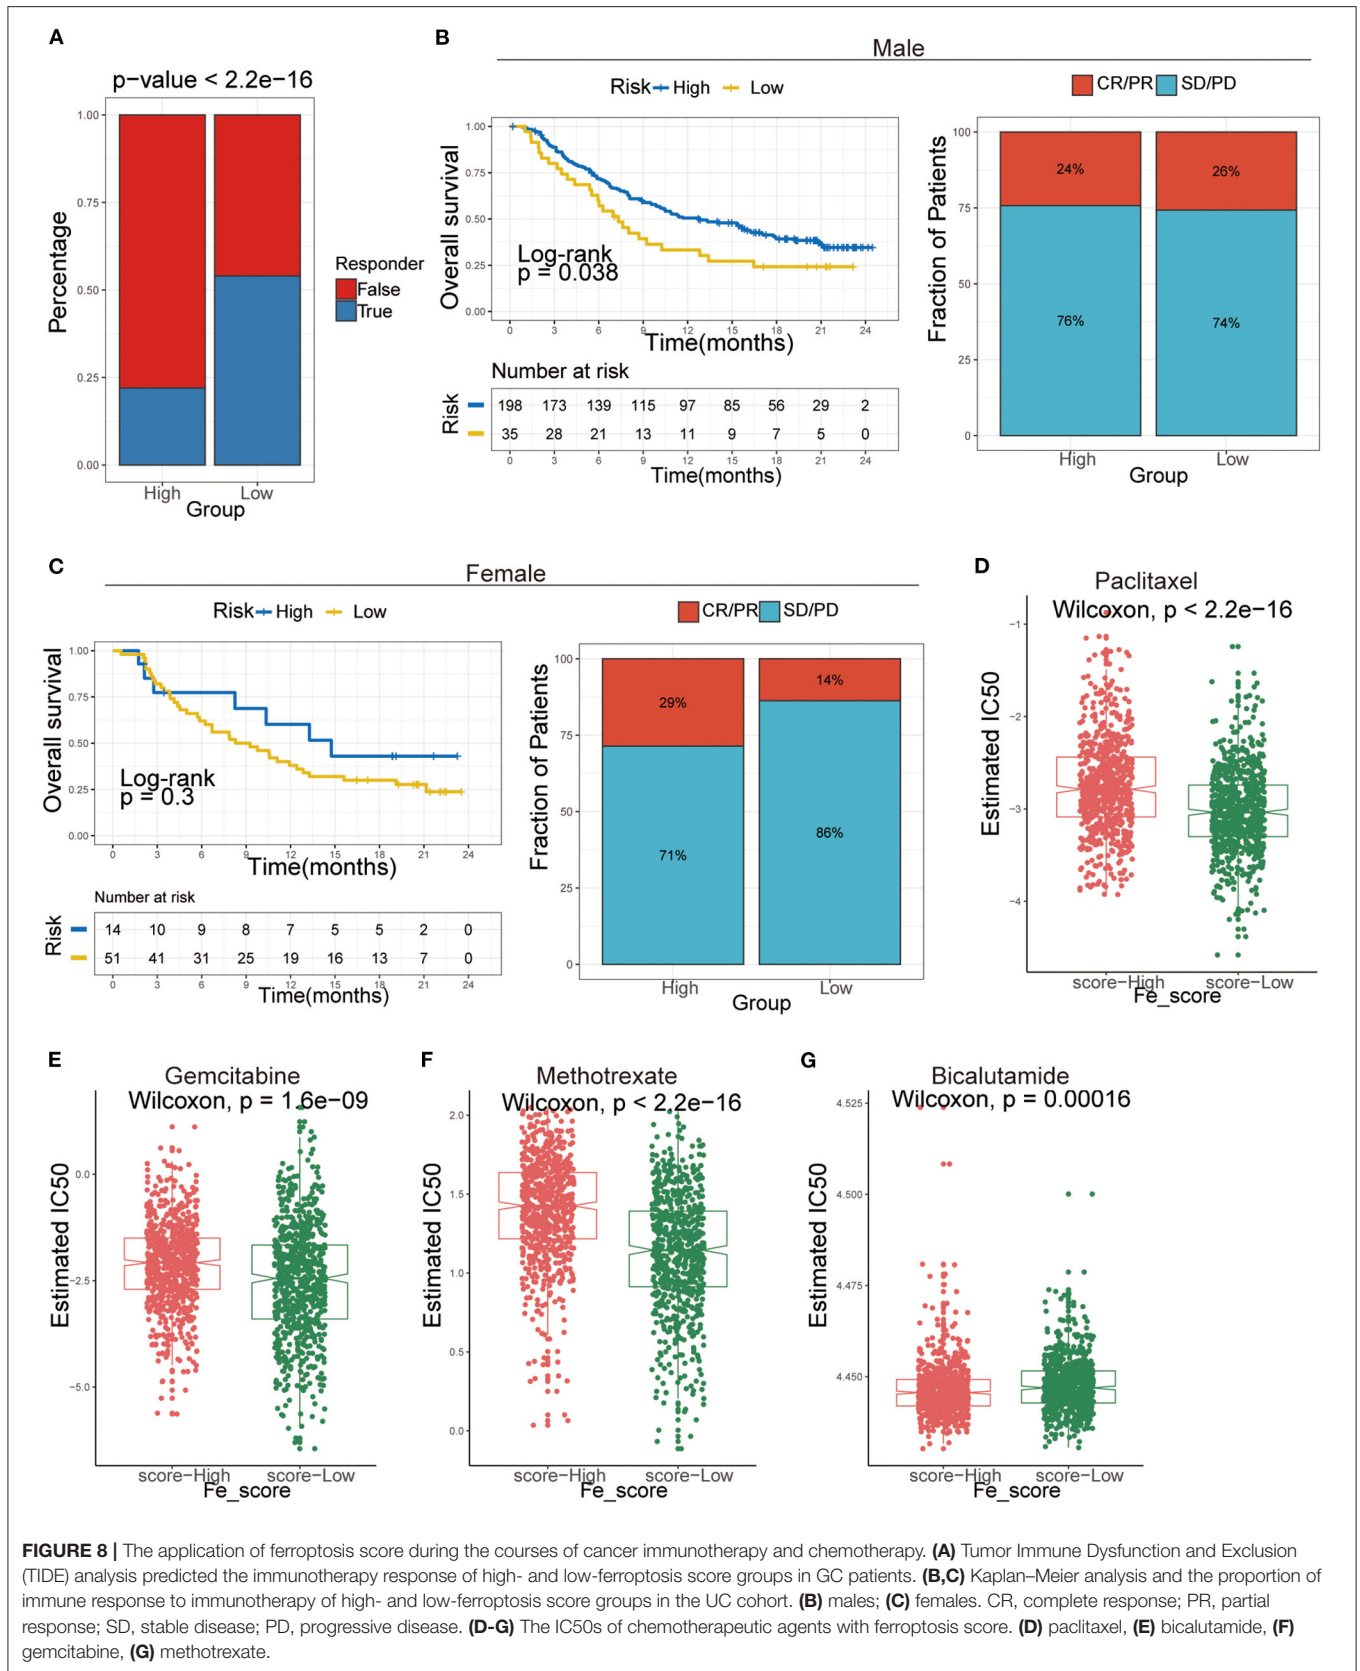 A
p−value < 2.2e−16
Percentage
1.00
0.75
0.50
0.25
0.00
High Low
Group
Responder
False
True
B
Male
Risk High Low
Overall survival
1.00
0.75
0.50
0.25
0.00
Log-rank
p = 0.038
0 3 6 9 12 15 18 21 24
Time(months)
Number at risk
Risk
198 173 139 115 97 85 56 29 2
35 28 21 13 11 9 7 5 0
0 3 6 9 12 15 18 21 24
Time(months)
CR/PR SD/PD
Fraction of Patients
100
75
50
25
0
24% 26%
76% 74%
High Low
Group
C
Female
Risk High Low
Overall survival
1.00
0.75
0.50
0.25
0.00
Log-rank
p = 0.3
0 3 6 9 12 15 18 21 24
Time(months)
Number at risk
Risk
14 10 9 8 7 5 5 2 0
51 41 31 25 19 16 13 7 0
0 3 6 9 12 15 18 21 24
Time(months)
CR/PR SD/PD
Fraction of Patients
100
75
50
25
0
29% 14%
71% 86%
High Low
Group
D
Paclitaxel
Wilcoxon, p < 2.2e−16
Estimated IC50
−1
−2
−3
−4
score−High score−Low
Fe_score
E
Gemcitabine
Wilcoxon, p = 1.6e−09
Estimated IC50
0.0
−2.5
−5.0
score−High score−Low
Fe_score
F
Methotrexate
Wilcoxon, p < 2.2e−16
Estimated IC50
2.0
1.5
1.0
0.5
0.0
score−High score−Low
Fe_score
G
Bicalutamide
Wilcoxon, p = 0.00016
Estimated IC50
4.525
4.500
4.475
4.450
score−High score−Low
Fe_score
FIGURE 8 | The application of ferroptosis score during the courses of cancer immunotherapy and chemotherapy. (A) Tumor Immune Dysfunction and Exclusion
(TIDE) analysis predicted the immunotherapy response of high- and low-ferroptosis score groups in GC patients. (B,C) Kaplan–Meier analysis and the proportion of
immune response to immunotherapy of high- and low-ferroptosis score groups in the UC cohort. (B) males; (C) females. CR, complete response; PR, partial
response; SD, stable disease; PD, progressive disease. (D-G) The IC50s of chemotherapeutic agents with ferroptosis score. (D) paclitaxel, (E) bicalutamide, (F)
gemcitabine, (G) methotrexate.